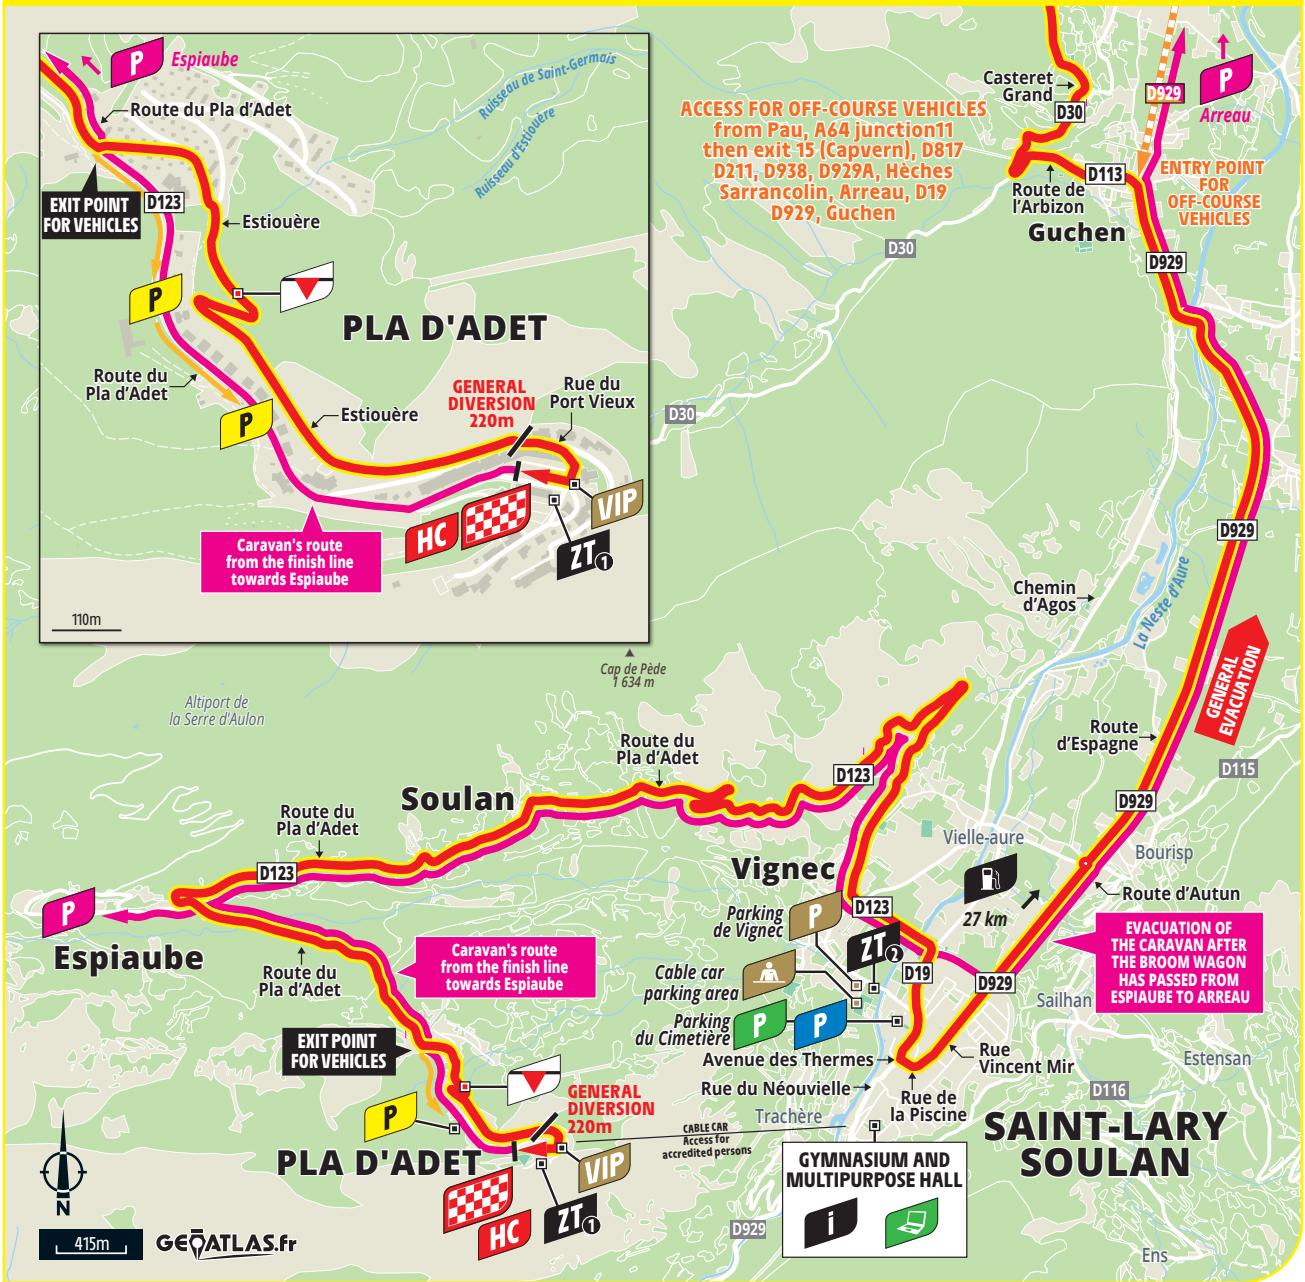 P
Espiaube
Route du Pla d'Adet
EXIT POINT
FOR VEHICLES
D123
Estiouère
P
Ruisseau de Saint-Germais
Ruisseau d'Estiouère
PLA D'ADET
Route du
Pla d'Adet
P
Estiouère
GENERAL
DIVERSION
220m
Rue du
Port Vieux
HC
VIP
ZT 1
Caravan's route
from the finish line
towards Espiaube
110m
ACCESS FOR OFF-COURSE VEHICLES
from Pau, A64 junction11
then exit 15 (Capvern), D817
D211, D938, D929A, Hèches
Sarrancolin, Arreau, D19
D929, Guchen
Casteret
Grand
D30
D929
P
Arreau
D113
Route de
l'Arbizon
ENTRY POINT
FOR
OFF-COURSE
VEHICLES
Guchen
D30
D929
D30
D929
Chemin
d'Agos
La Neste d'Aure
GENERAL
EVACUATION
Cap de Pède
1 634 m
Altiport de
la Serre d'Aulon
Route du
Pla d'Adet
Route
d'Espagne
D123
D115
Soulan
D929
Route du
Pla d'Adet
Vielle-aure
Bourisp
D123
Vignec
Route d'Autun
P
27 km
D123
P
Parking
de Vignec
EVACUATION OF
THE CARAVAN AFTER
THE BROOM WAGON
HAS PASSED FROM
ESPIAUBE TO ARREAU
Espiaube
Caravan's route
from the finish line
towards Espiaube
ZT 2
Route du
Pla d'Adet
Cable car
parking area
D19
D929
Sailhan
Parking
du Cimetière
P
P
EXIT POINT
FOR VEHICLES
Avenue des Thermes
Rue
Vincent Mir
Estensan
Rue du Néouvielle
D116
Rue de
la Piscine
P
GENERAL
DIVERSION
220m
Trachère
CABLE CAR
Access for
accredited persons
SAINT-LARY
SOULAN
PLA D'ADET
VIP
GYMNASIUM AND
MULTIPURPOSE HALL
i
HC
ZT 1
N
415m
GEOATLAS.fr
D929
Ens